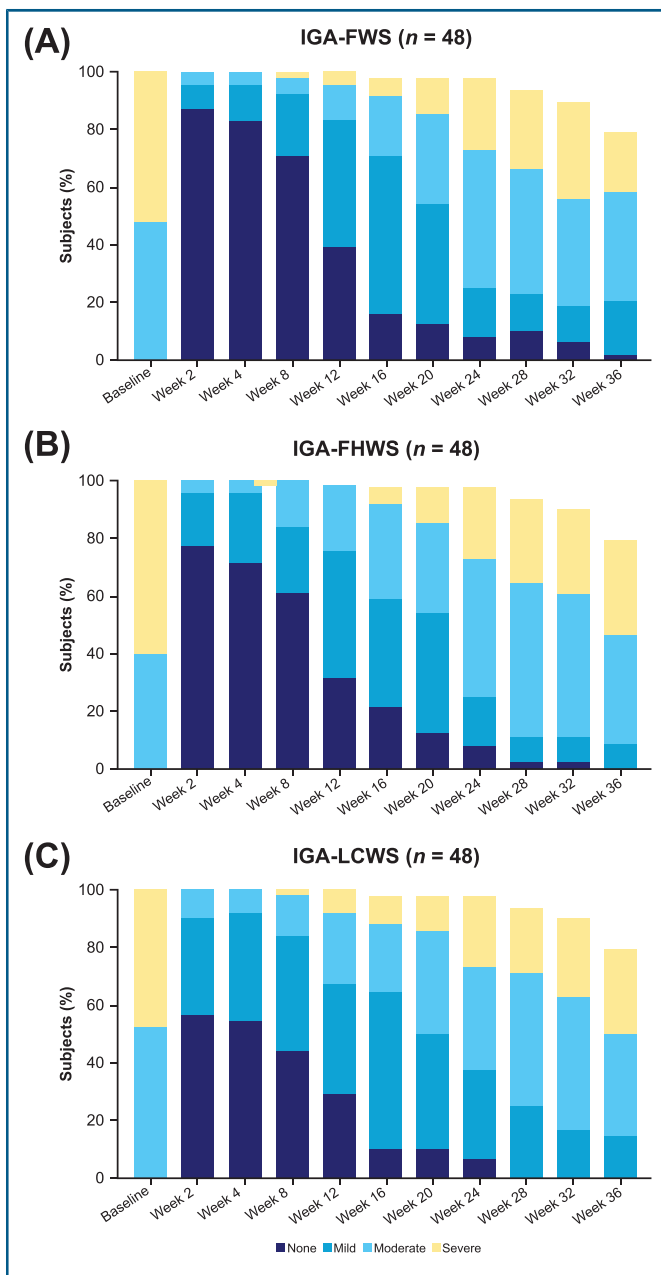 (A)
IGA-FWS (n = 48)
100
80
60
40
20
0
Subjects (%)
Baseline
Week 2
Week 4
Week 8
Week 12
Week 16
Week 20
Week 24
Week 28
Week 32
Week 36
(B)
IGA-FHWS (n = 48)
100
80
60
40
20
0
Subjects (%)
Baseline
Week 2
Week 4
Week 8
Week 12
Week 16
Week 20
Week 24
Week 28
Week 32
Week 36
(C)
IGA-LCWS (n = 48)
100
80
60
40
20
0
Subjects (%)
Baseline
Week 2
Week 4
Week 8
Week 12
Week 16
Week 20
Week 24
Week 28
Week 32
Week 36
None Mild Moderate Severe